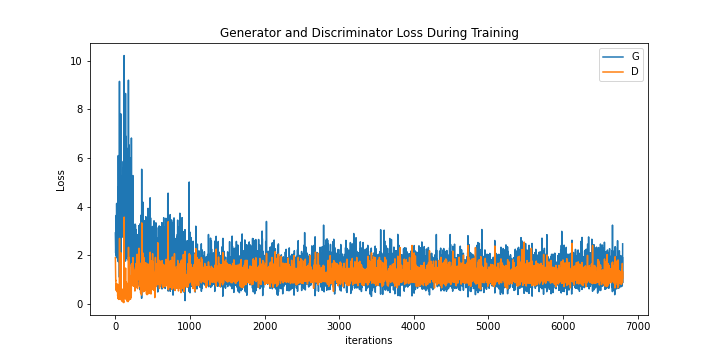 Generator and Discriminator Loss During Training
G
D
Loss
10
8
6
4
2
0
0 1000 2000 3000 4000 5000 6000 7000
iterations